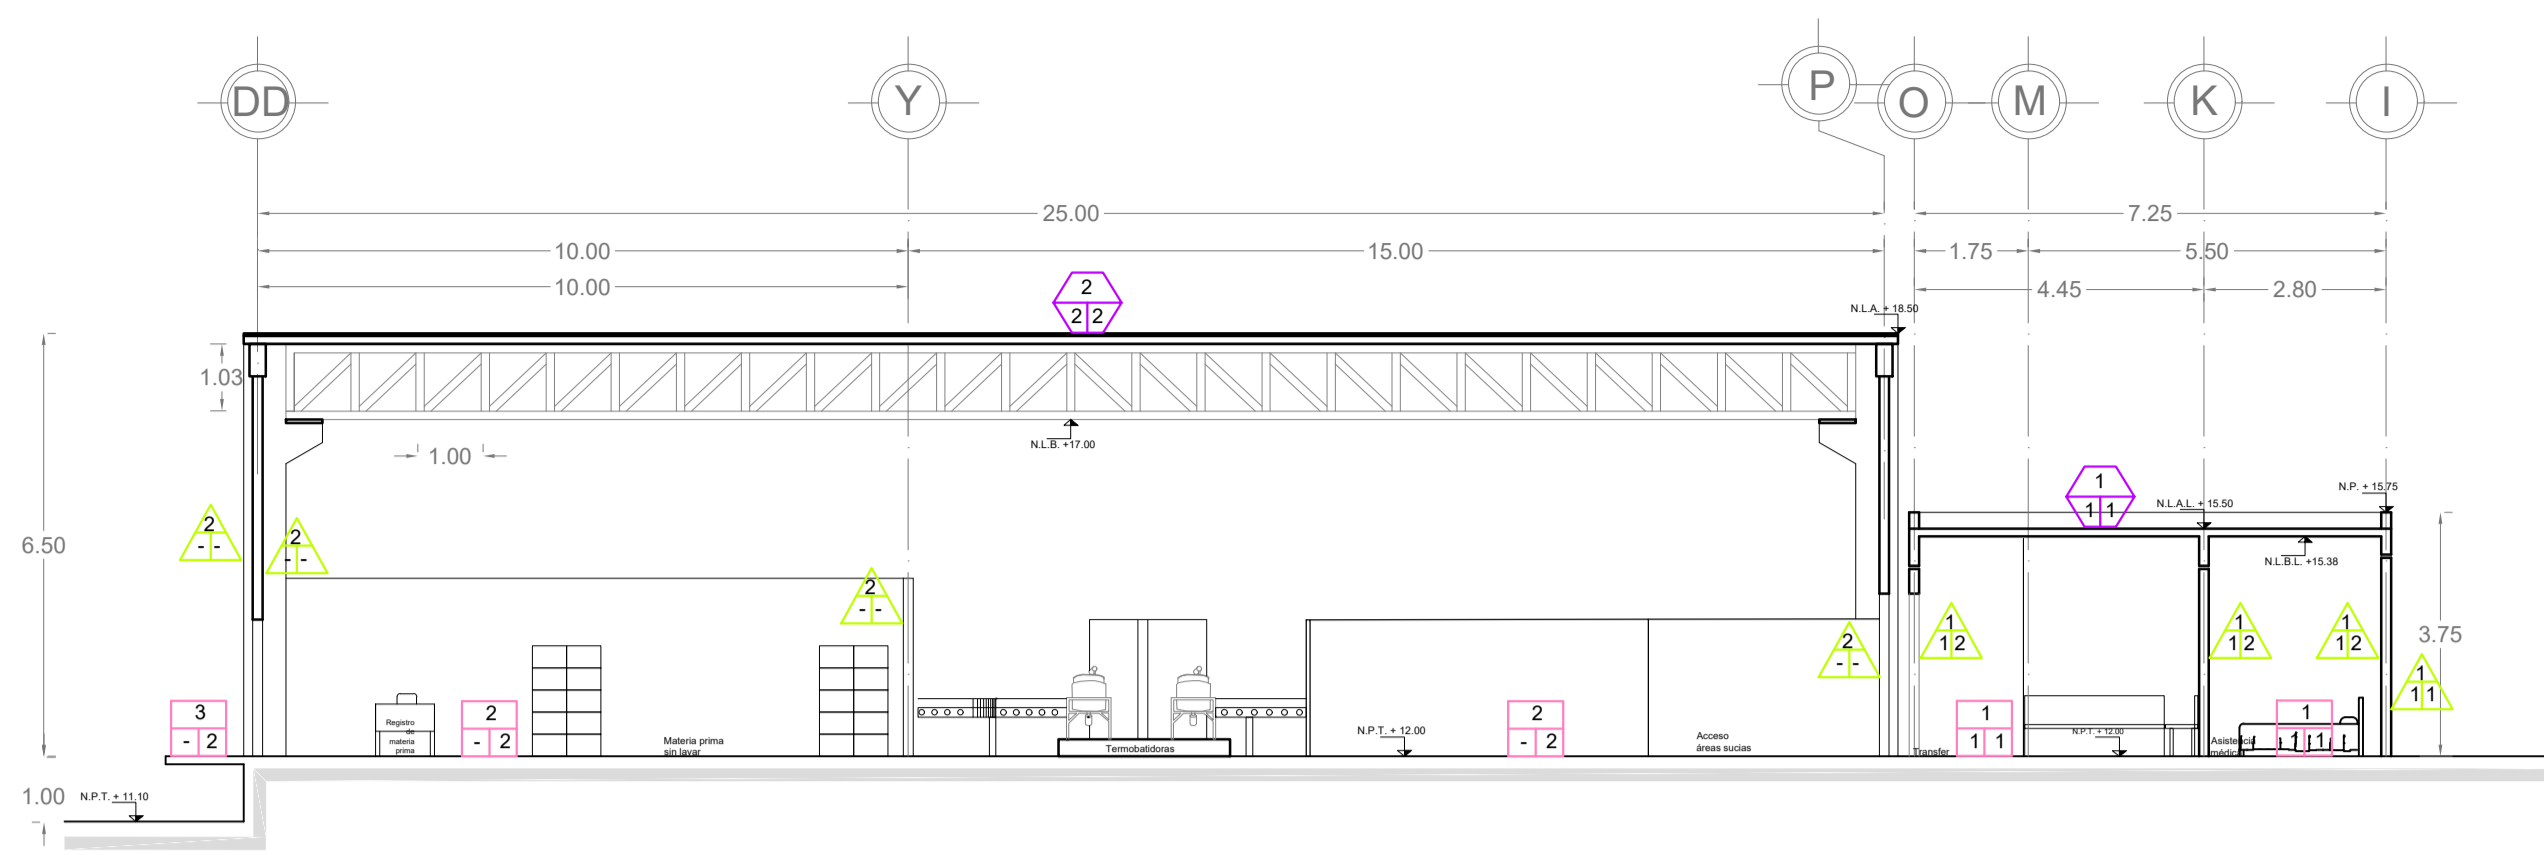 DD
Y
P
O
M
K
I
25.00
7.25
10.00
15.00
1.75
5.50
10.00
4.45
2.80
2
2 2
N.L.A. + 18.50
1.03
N.L.B. +17.00
1.00
6.50
1
1 1
N.L.A.L. + 15.50
N.P. + 15.75
N.L.B.L. +15.38
3.75
2
- -
2
- -
2
- -
2
- -
1
1 2
1
1 2
1
1 2
1
1 1
3
- 2
Registro
de
materia
prima
2
- 2
Materia prima
sin lavar
Termobatidoras
N.P.T. + 12.00
2
- 2
Acceso
áreas sucias
Transfer
1
1 1
N.P.T. + 12.00
Asistencia
médica
1
1 1
1.00
N.P.T. + 11.10